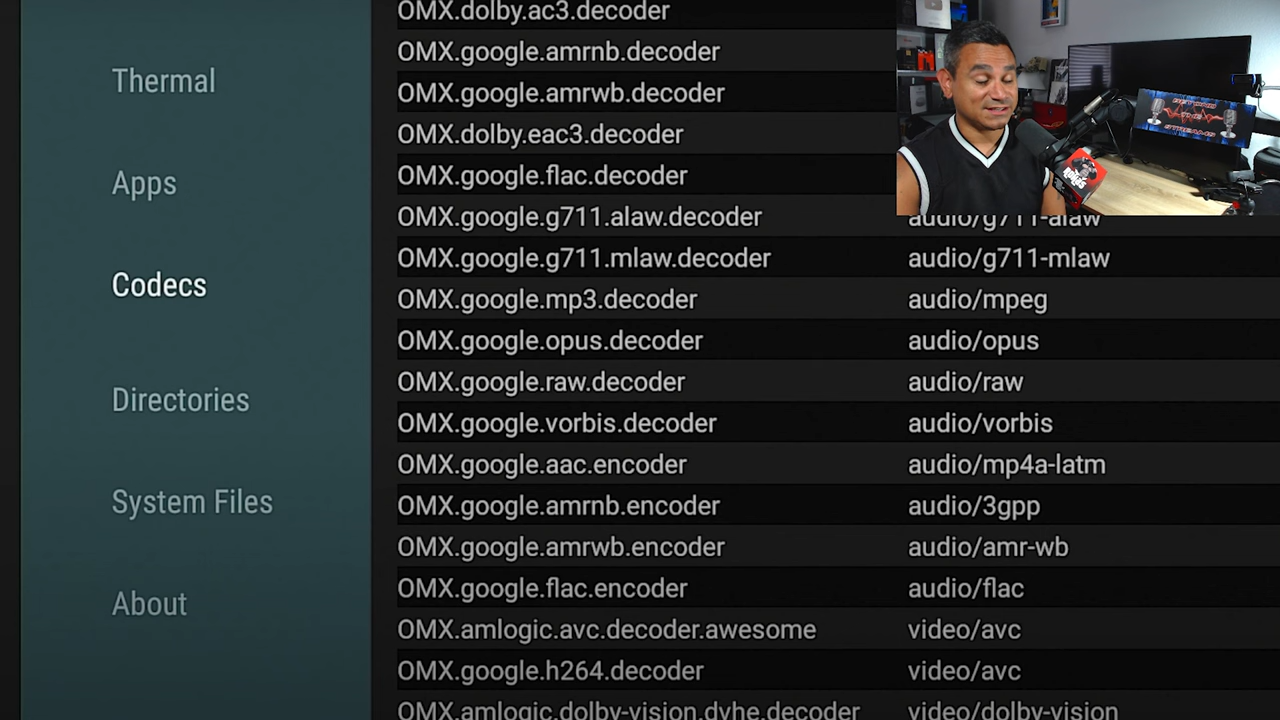 Thermal
Apps
Codecs
Directories
System Files
About
OMX.dolby.ac3.decoder
OMX.google.amrnb.decoder
OMX.google.amrwb.decoder
OMX.dolby.eac3.decoder
OMX.google.flac.decoder
OMX.google.g711.alaw.decoder audio/g711-alaw
OMX.google.g711.mlaw.decoder audio/g711-mlaw
OMX.google.mp3.decoder audio/mpeg
OMX.google.opus.decoder audio/opus
OMX.google.raw.decoder audio/raw
OMX.google.vorbis.decoder audio/vorbis
OMX.google.aac.encoder audio/mp4a-latm
OMX.google.amrnb.encoder audio/3gpp
OMX.google.amrwb.encoder audio/amr-wb
OMX.google.flac.encoder audio/flac
OMX.amlogic.avc.decoder.awesome video/avc
OMX.google.h264.decoder video/avc
OMX.amlogic.dolby-vision.dvhe.decoder video/dolby-vision